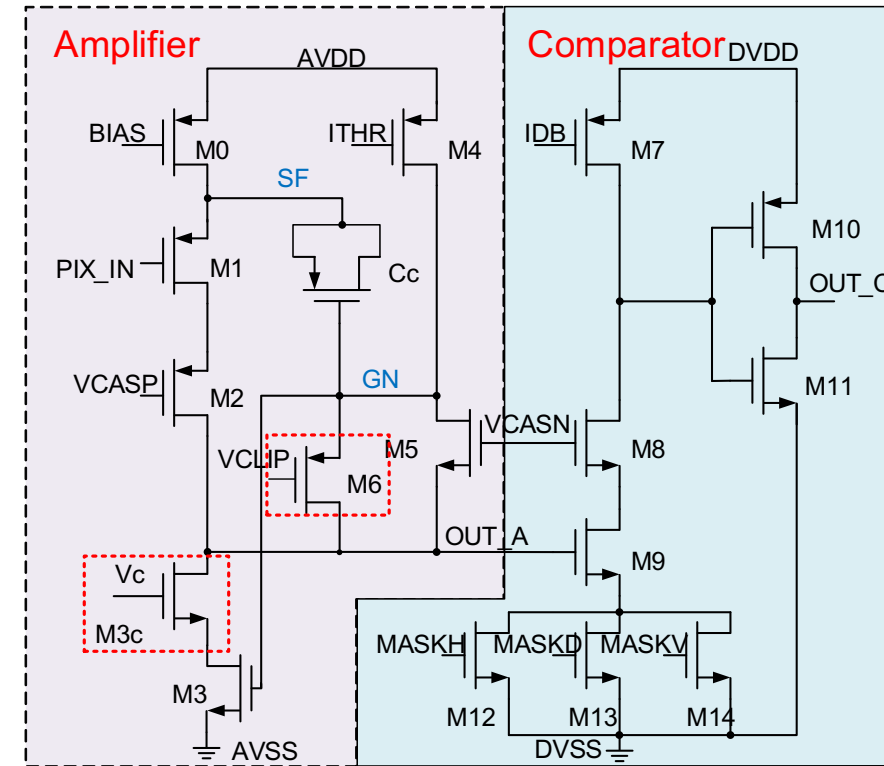 Amplifier
Comparator
AVDD
DVDD
BIAS
M0
ITHR
M4
IDB
M7
SF
M10
PIX_IN
M1
Cc
OUT_C
VCASP
M2
GN
M11
VCLIP
M5
VCASN
M8
M6
OUT_A
M9
Vc
M3c
MASKH
MASKD
MASKV
M3
M12
M13
M14
AVSS
DVSS